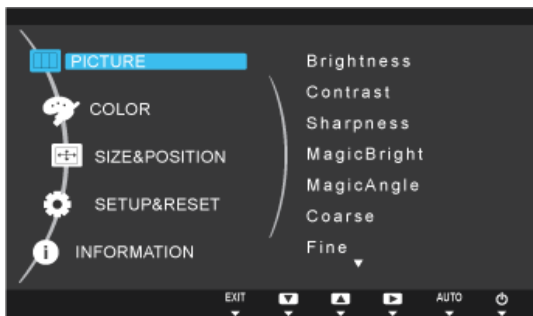 PICTURE
COLOR
SIZE&POSITION
SETUP&RESET
INFORMATION
Brightness
Contrast
Sharpness
MagicBright
MagicAngle
Coarse
Fine
EXIT
AUTO